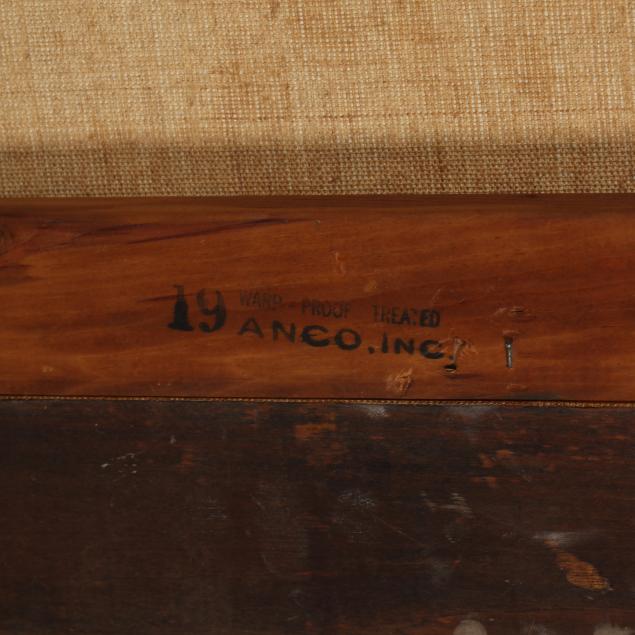 19 WARP-PROOF TREATED
ANCO, INC.